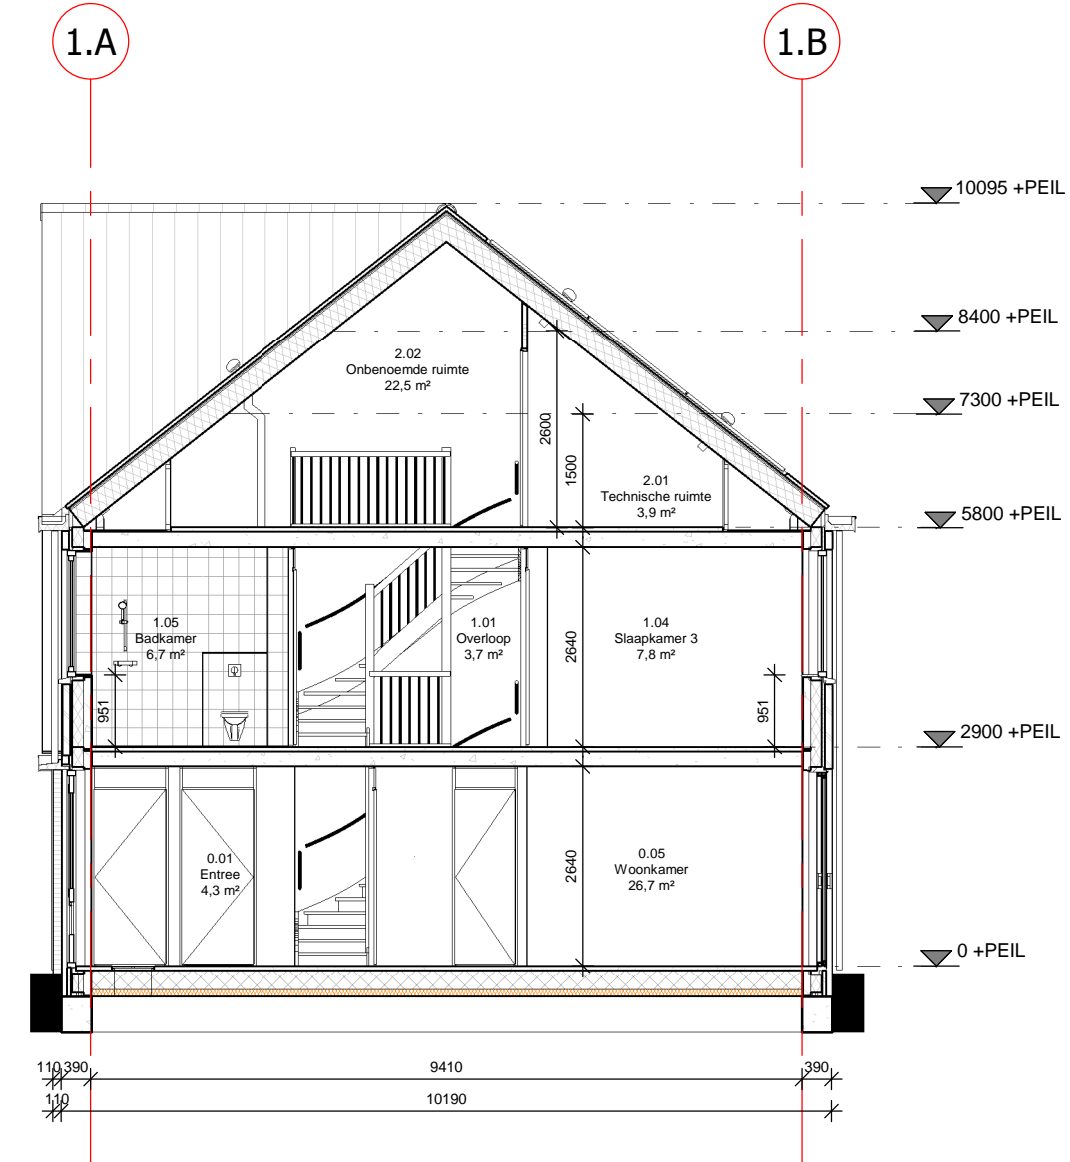 1.A
1.B
10095 +PEIL
8400 +PEIL
2.02
Onbenoemde ruimte
22,5 m²
7300 +PEIL
2600
1500
2.01
Technische ruimte
3,9 m²
5800 +PEIL
1.05
Badkamer
6,7 m²
1.01
Overloop
3,7 m²
2640
1.04
Slaapkamer 3
7,8 m²
951
951
2900 +PEIL
0.01
Entree
4,3 m²
2640
0.05
Woonkamer
26,7 m²
0 +PEIL
110
390
9410
390
110
10190